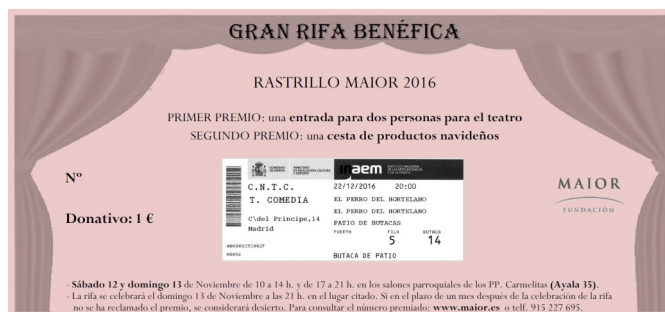 GRAN RIFA BENÉFICA
RASTRILLO MAIOR 2016
PRIMER PREMIO: una entrada para dos personas para el teatro
SEGUNDO PREMIO: una cesta de productos navideños
Nº
Donativo: 1 €
inaem
C.N.T.C.
T. COMEDIA
C\del Principe,14
Madrid
22/12/2016 20:00
EL PERRO DEL HORTELANO
EL PERRO DEL HORTELANO
PATIO DE BUTACAS
PUERTA FILA BUTACA
5 14
BUTACA DE PATIO
MAIOR
FUNDACIÓN
- Sábado 12 y domingo 13 de Noviembre de 10 a 14 h. y de 17 a 21 h. en los salones parroquiales de los PP. Carmelitas (Ayala 35).
- La rifa se celebrará el domingo 13 de Noviembre a las 21 h. en el lugar citado. Si en el plazo de un mes después de la celebración de la rifa
no se ha reclamado el premio, se considerará desierto. Para consultar el número premiado: www.maior.es o telf. 915 227 695.